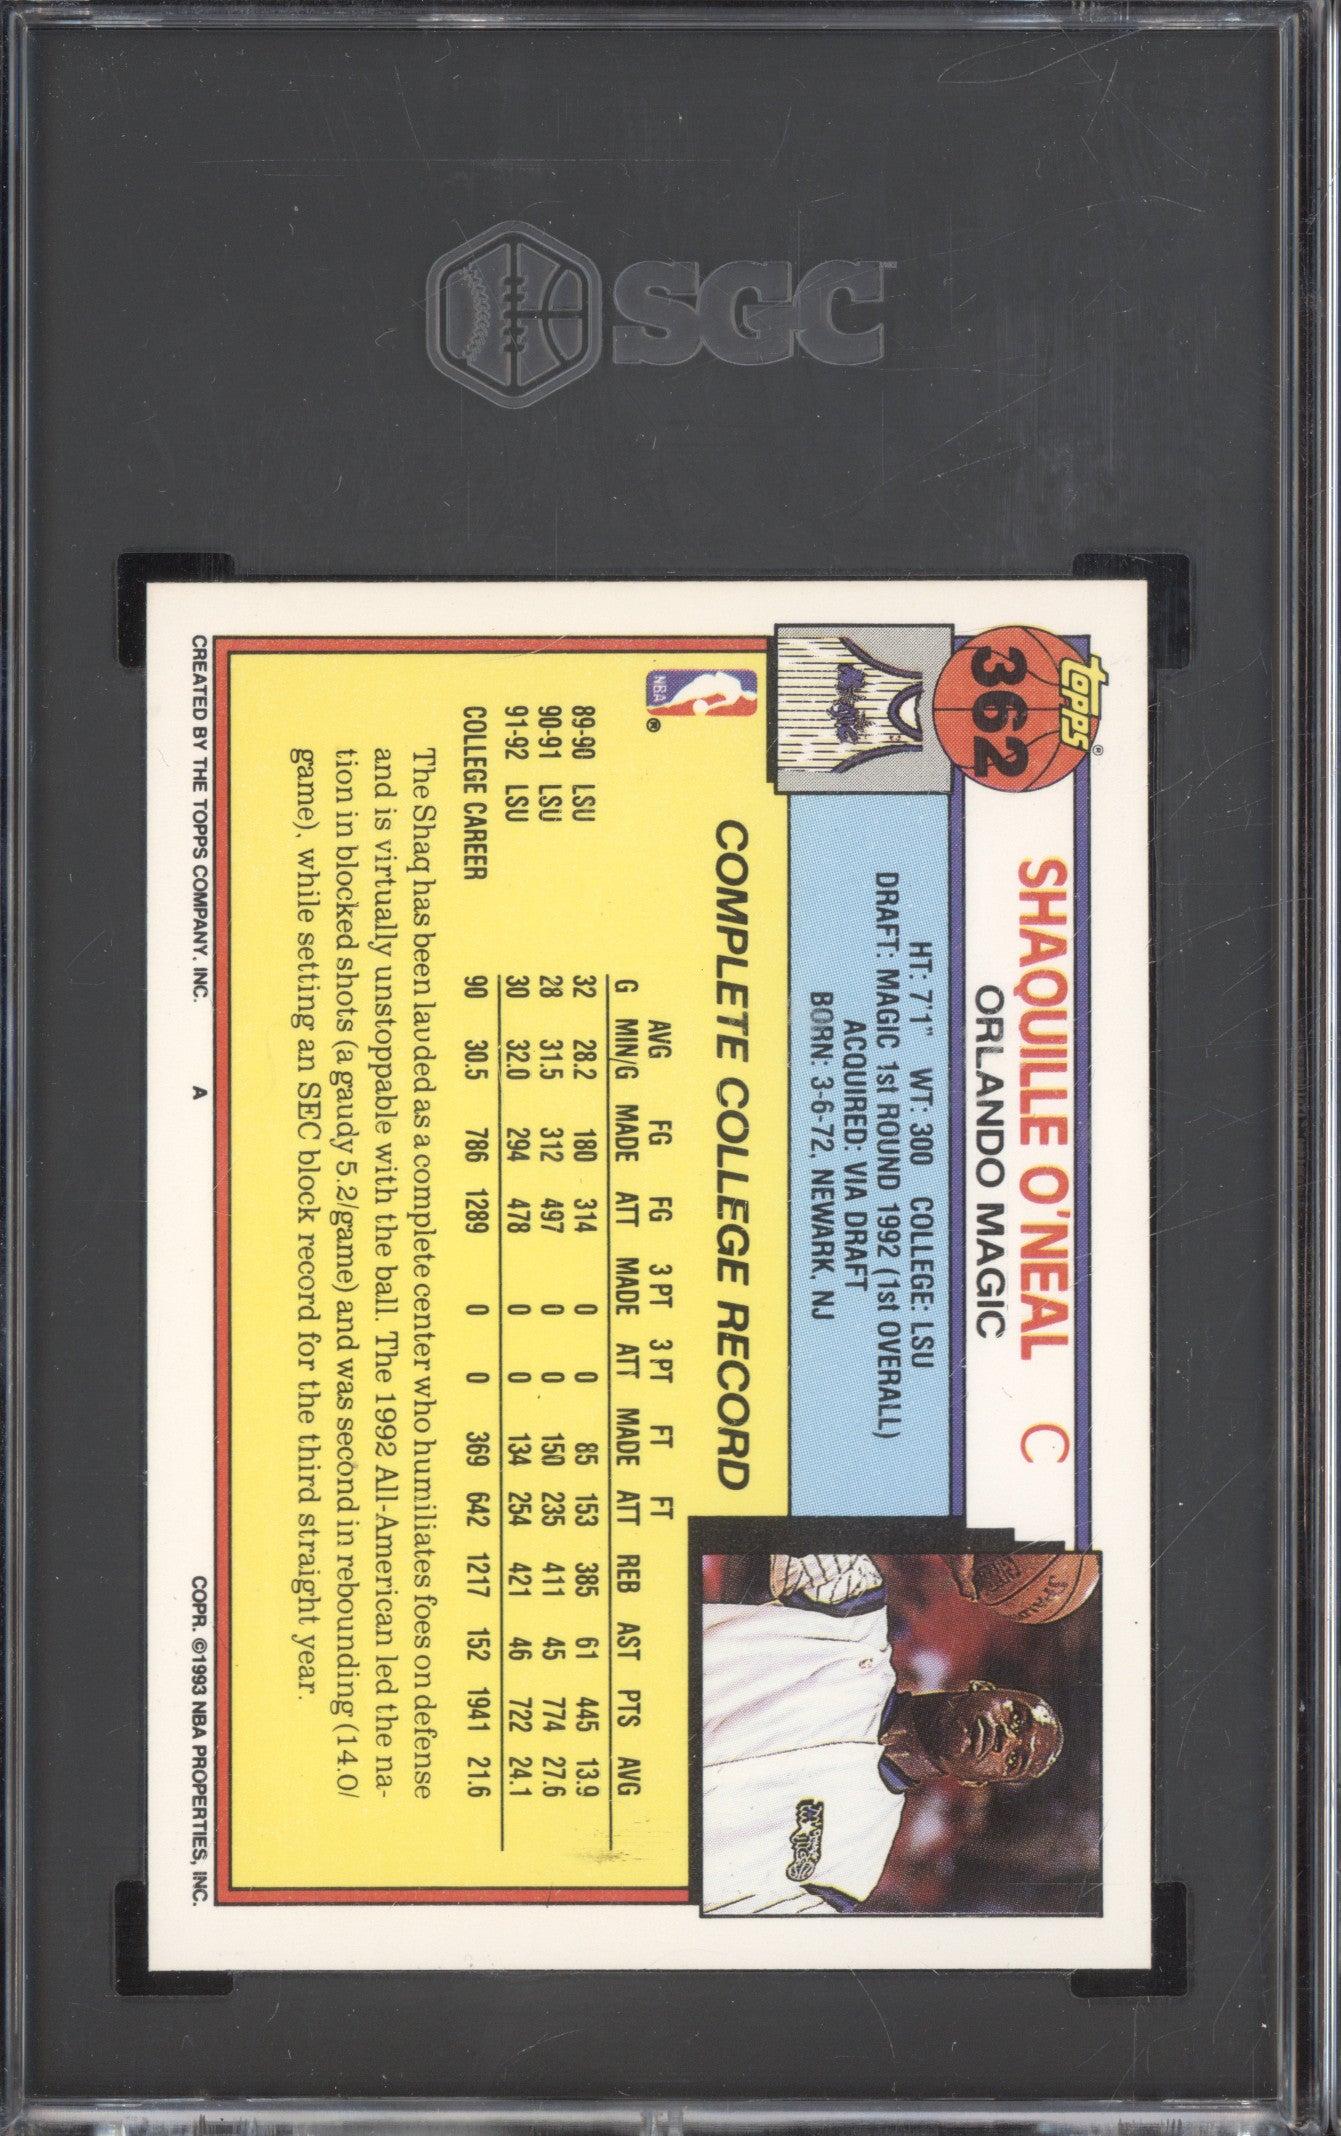 SGC
topps®
362
SHAQUILLE O'NEAL C
ORLANDO MAGIC
HT: 7'1" WT: 300 COLLEGE: LSU
DRAFT: MAGIC 1st ROUND 1992 (1st OVERALL)
ACQUIRED: VIA DRAFT
BORN: 3-6-72, NEWARK, NJ
COMPLETE COLLEGE RECORD
NBA ®
AVG FG FG 3 PT 3 PT FT FT
G MIN/G MADE ATT MADE ATT MADE ATT REB AST PTS AVG
89-90 LSU 32 28.2 180 314 0 0 85 153 385 61 445 13.9
90-91 LSU 28 31.5 312 497 0 0 150 235 411 45 774 27.6
91-92 LSU 30 32.0 294 478 0 0 134 254 421 46 722 24.1
COLLEGE CAREER 90 30.5 786 1289 0 0 369 642 1217 152 1941 21.6
The Shaq has been lauded as a complete center who humiliates foes on defense
and is virtually unstoppable with the ball. The 1992 All-American led the na-
tion in blocked shots (a gaudy 5.2/game) and was second in rebounding (14.0/
game), while setting an SEC block record for the third straight year.
CREATED BY THE TOPPS COMPANY, INC. A COPR. ©1993 NBA PROPERTIES, INC.